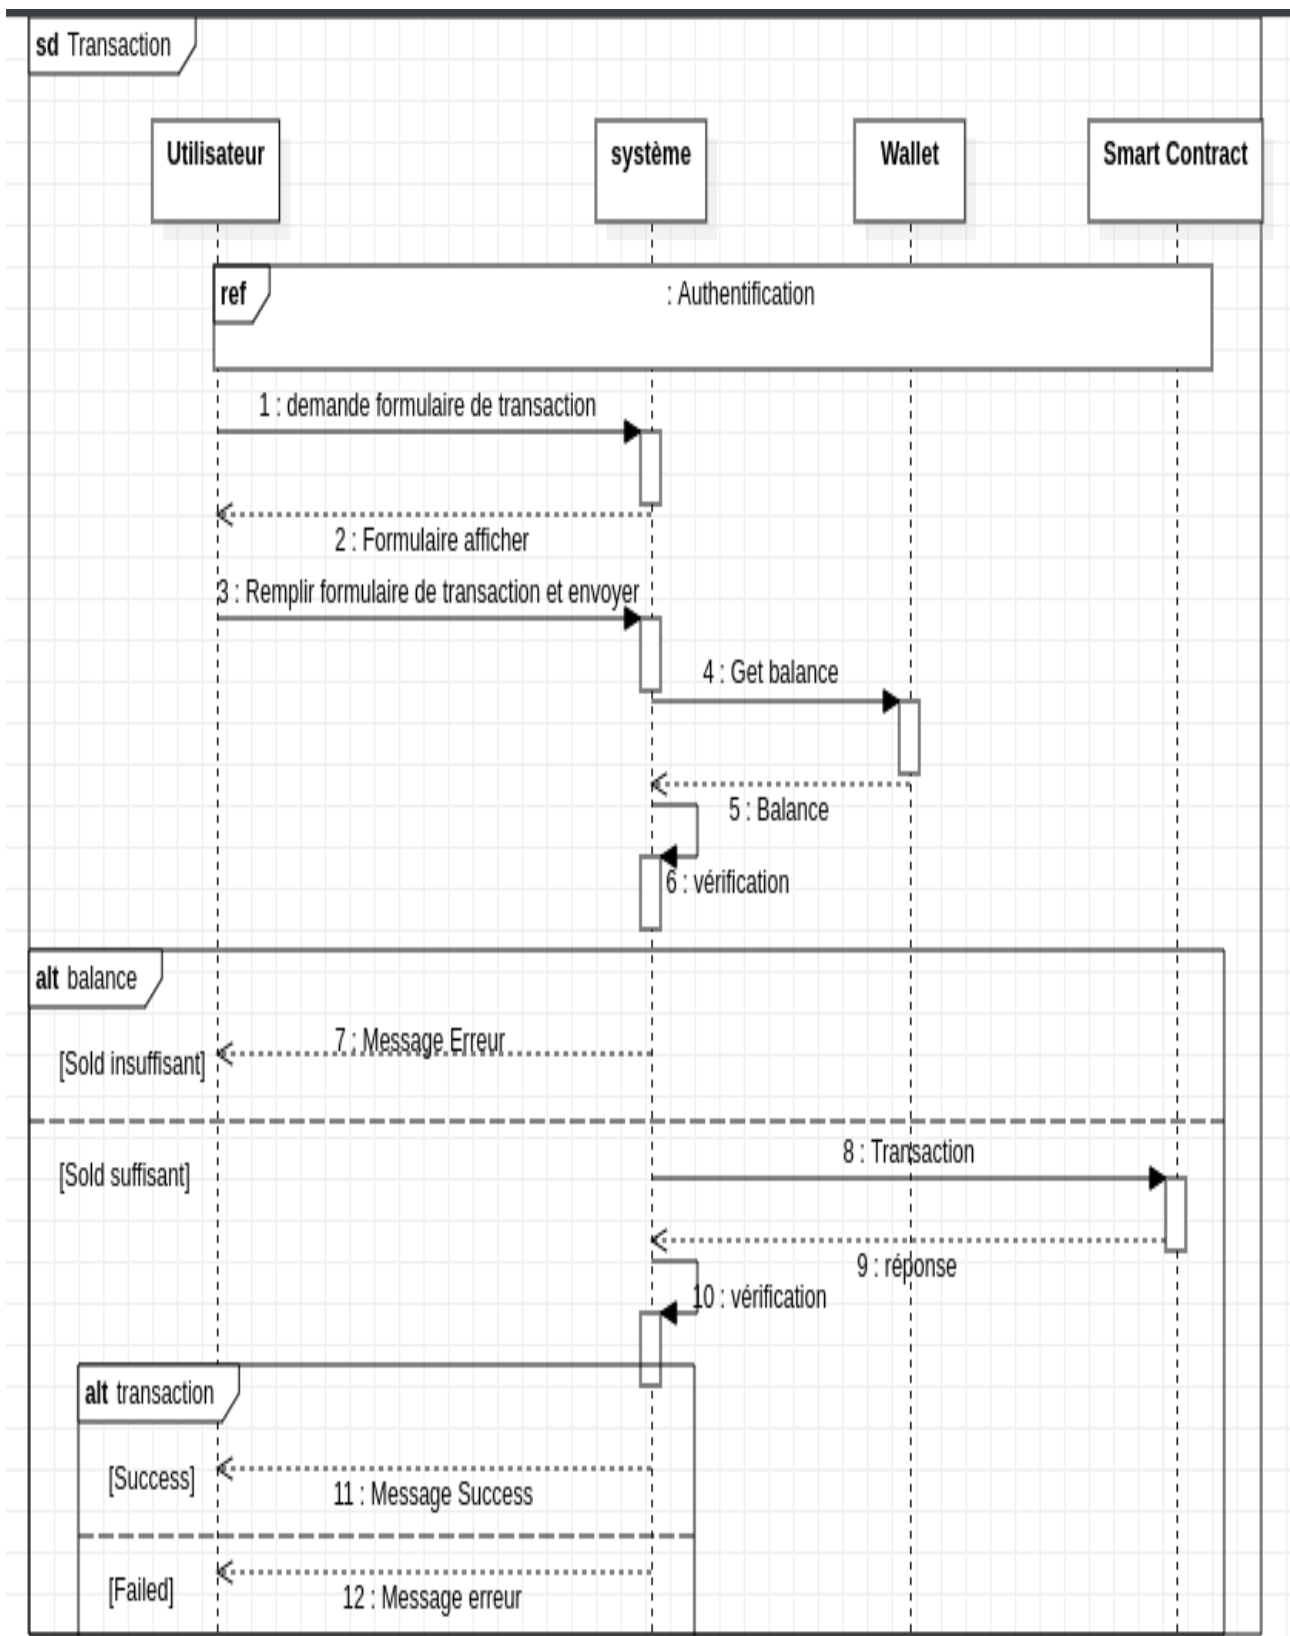 sd Transaction
Utilisateur
système
Wallet
Smart Contract
ref
: Authentification
1 : demande formulaire de transaction
2 : Formulaire afficher
3 : Remplir formulaire de transaction et envoyer
4 : Get balance
5 : Balance
6 : vérification
alt balance
7 : Message Erreur
[Sold insuffisant]
8 : Transaction
[Sold suffisant]
9 : réponse
10 : vérification
alt transaction
[Success]
11 : Message Success
[Failed]
12 : Message erreur